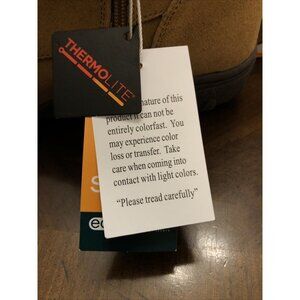 THERMOLITE
nature of this
product it can not be
entirely colorfast. You
may experience color
loss or transfer. Take
care when coming into
contact with light colors.
"Please tread carefully"